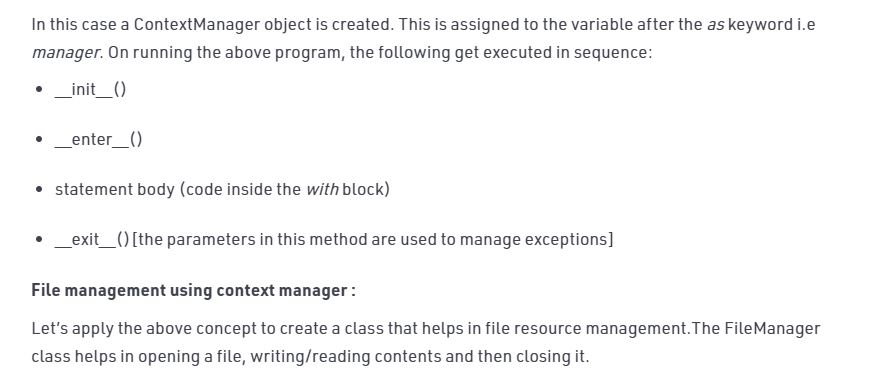 In this case a ContextManager object is created. This is assigned to the variable after the as keyword i.e
manager. On running the above program, the following get executed in sequence:
• __init__()
• __enter__()
• statement body (code inside the with block)
• __exit__()[the parameters in this method are used to manage exceptions]
File management using context manager :
Let’s apply the above concept to create a class that helps in file resource management.The FileManager
class helps in opening a file, writing/reading contents and then closing it.